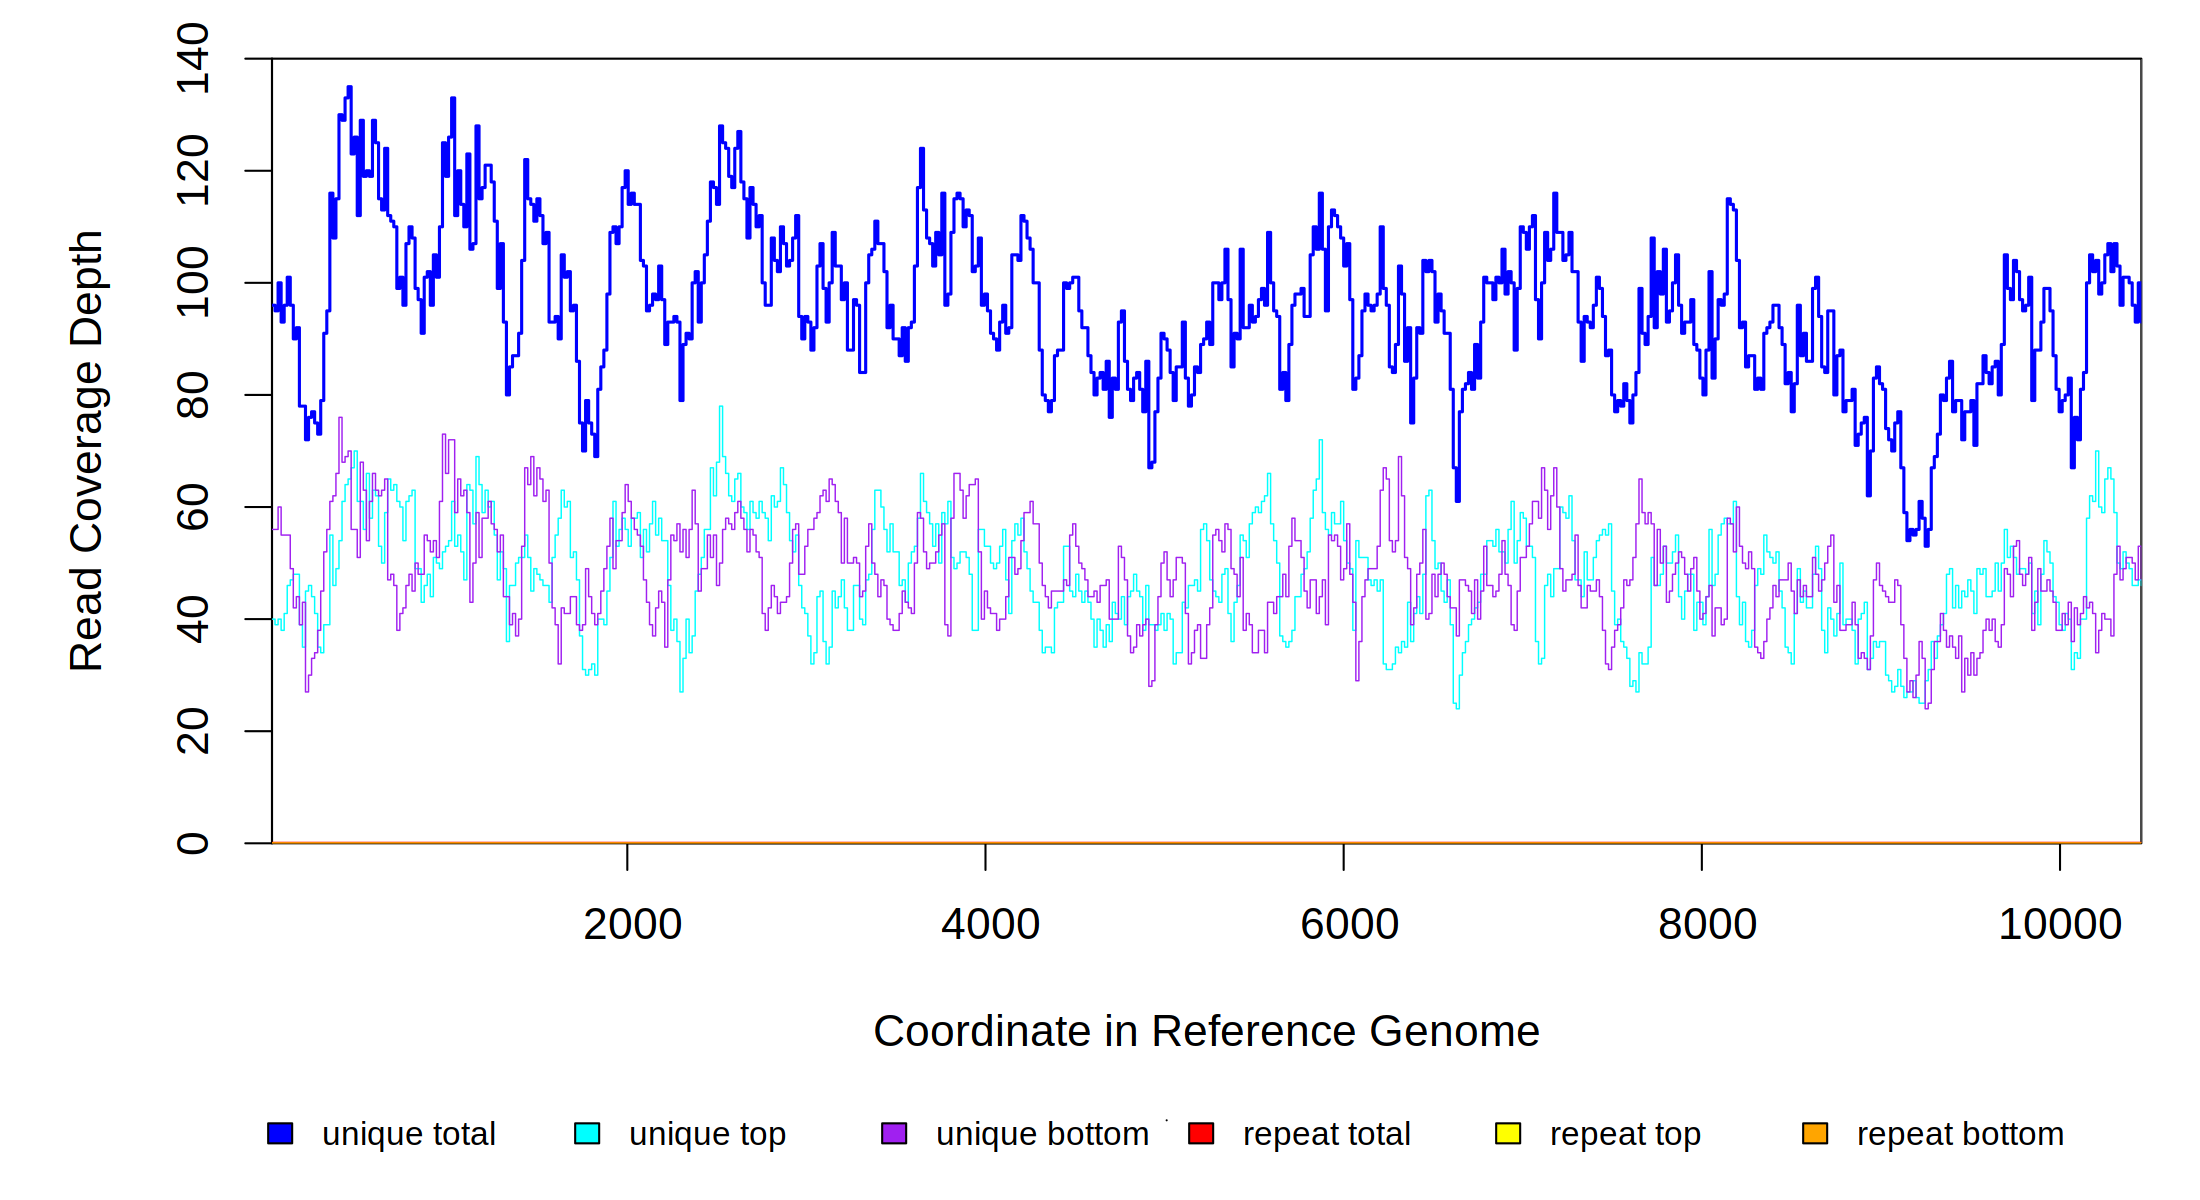 Read Coverage Depth
140
120
100
80
60
40
20
0
2000 4000 6000 8000 10000
Coordinate in Reference Genome
unique total unique top unique bottom repeat total repeat top repeat bottom